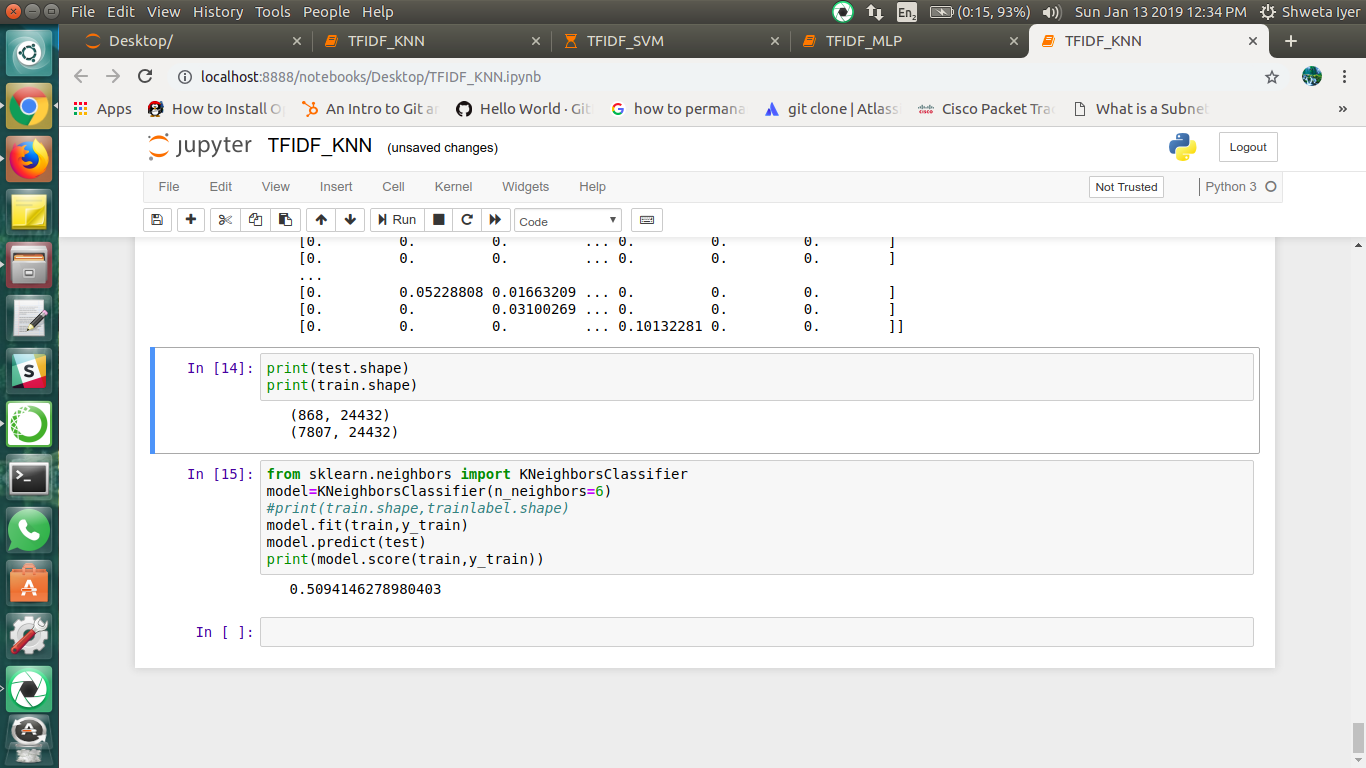 File Edit View History Tools People Help
En2 (0:15, 93%) Sun Jan 13 2019 12:34 PM Shweta Iyer
Desktop/ TFIDF_KNN TFIDF_SVM TFIDF_MLP TFIDF_KNN
localhost:8888/notebooks/Desktop/TFIDF_KNN.ipynb
Apps How to Install O An Intro to Git ar Hello World · Git how to permana git clone | Atlass Cisco Packet Tra What is a Subnet »
jupyter TFIDF_KNN (unsaved changes) Logout
File Edit View Insert Cell Kernel Widgets Help Not Trusted Python 3
Run Code
[0. 0. 0. ... 0. 0. 0. ]
[0. 0. 0. ... 0. 0. 0. ]
...
[0. 0.05228808 0.01663209 ... 0. 0. 0. ]
[0. 0. 0.03100269 ... 0. 0. 0. ]
[0. 0. 0. ... 0.10132281 0. 0. ]]
In [14]: print(test.shape)
print(train.shape)
(868, 24432)
(7807, 24432)
In [15]: from sklearn.neighbors import KNeighborsClassifier
model=KNeighborsClassifier(n_neighbors=6)
#print(train.shape,trainlabel.shape)
model.fit(train,y_train)
model.predict(test)
print(model.score(train,y_train))
0.5094146278980403
In [ ]: